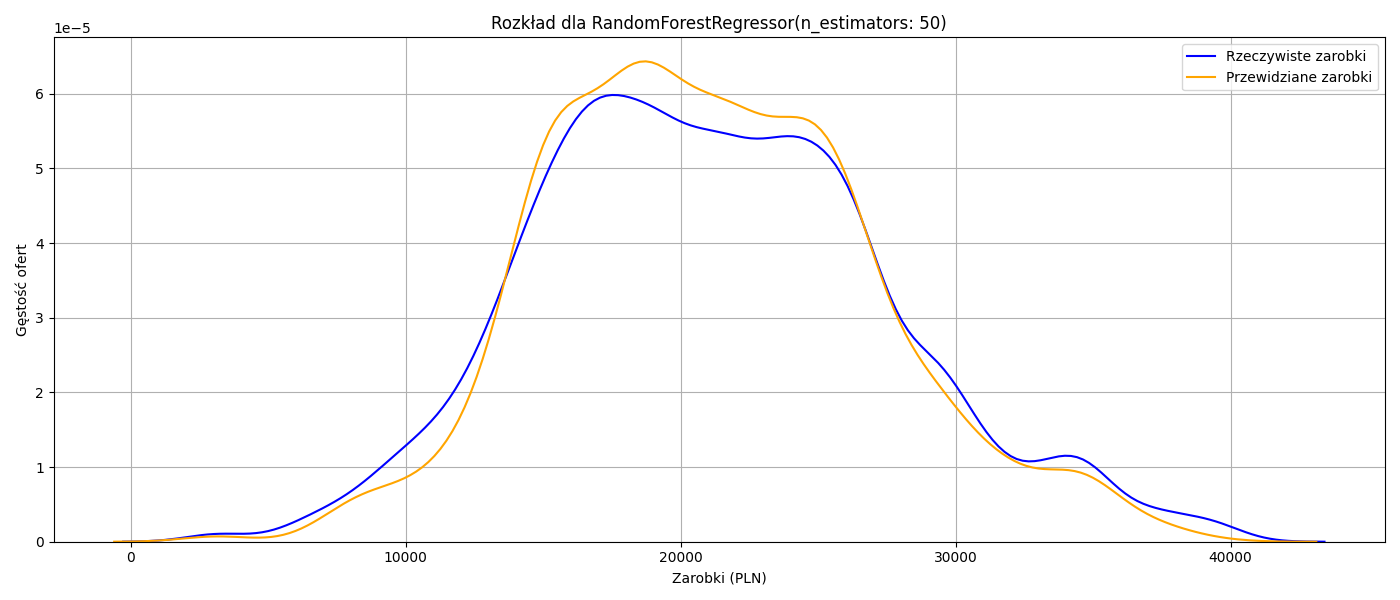 Rozkład dla RandomForestRegressor(n_estimators: 50)
1e−5
Rzeczywiste zarobki
Przewidziane zarobki
6
5
4
3
2
1
0
Gęstość ofert
0 10000 20000 30000 40000
Zarobki (PLN)